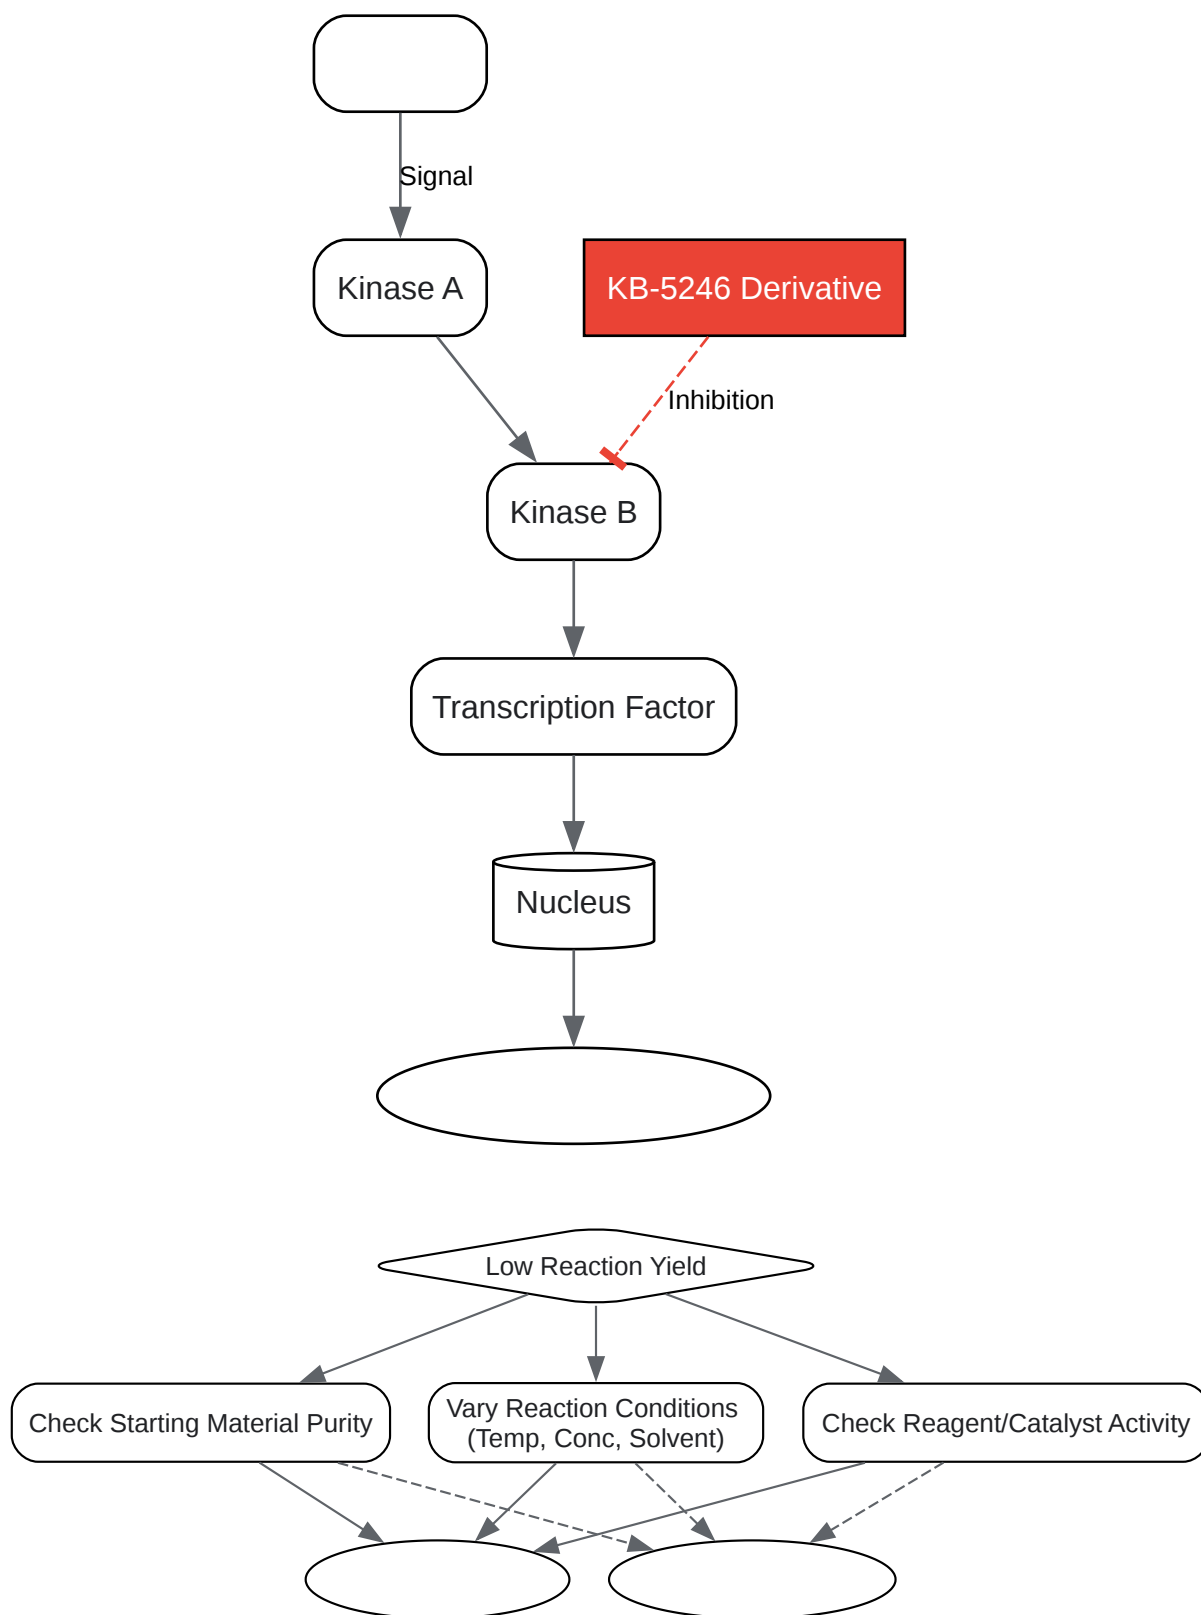 Signal
Kinase A
KB-5246 Derivative
Inhibition
Kinase B
Transcription Factor
Nucleus
Low Reaction Yield
Check Starting Material Purity
Vary Reaction Conditions
(Temp, Conc, Solvent)
Check Reagent/Catalyst Activity